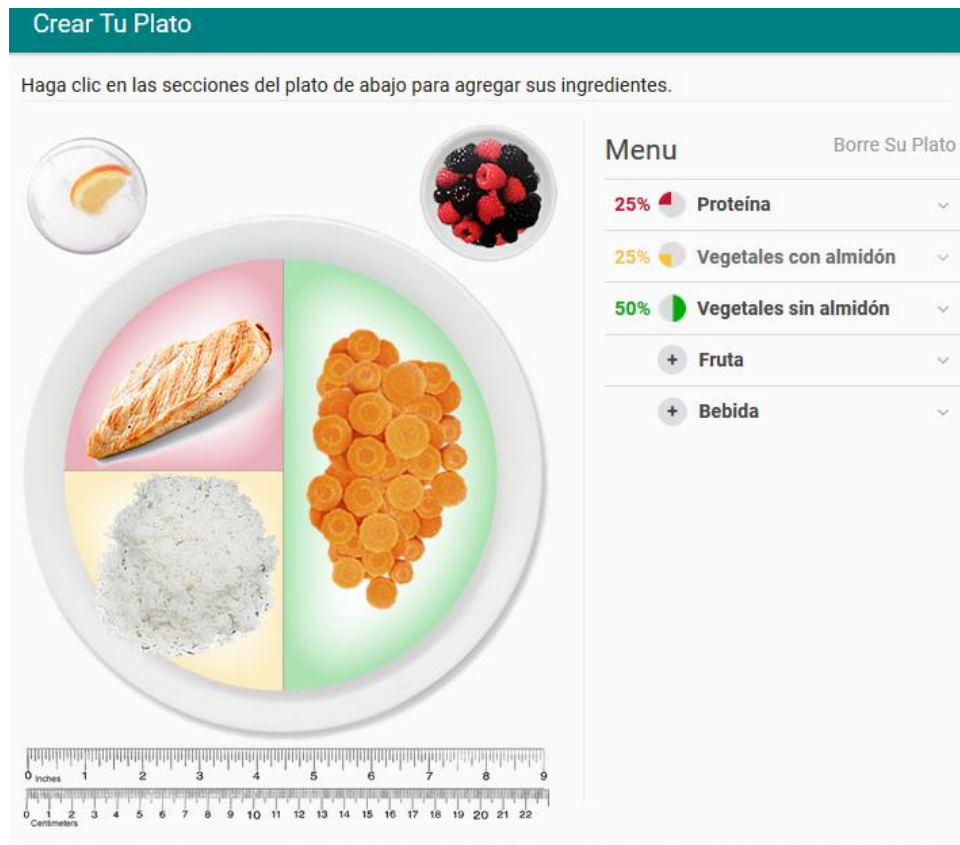 Crear Tu Plato
Haga clic en las secciones del plato de abajo para agregar sus ingredientes.
Menu
Borre Su Plato
25% Proteína
25% Vegetales con almidón
50% Vegetales sin almidón
+ Fruta
+ Bebida
0 Inches 1 2 3 4 5 6 7 8 9
0 1 2 3 4 5 6 7 8 9 10 11 12 13 14 15 16 17 18 19 20 21 22
Centimeters